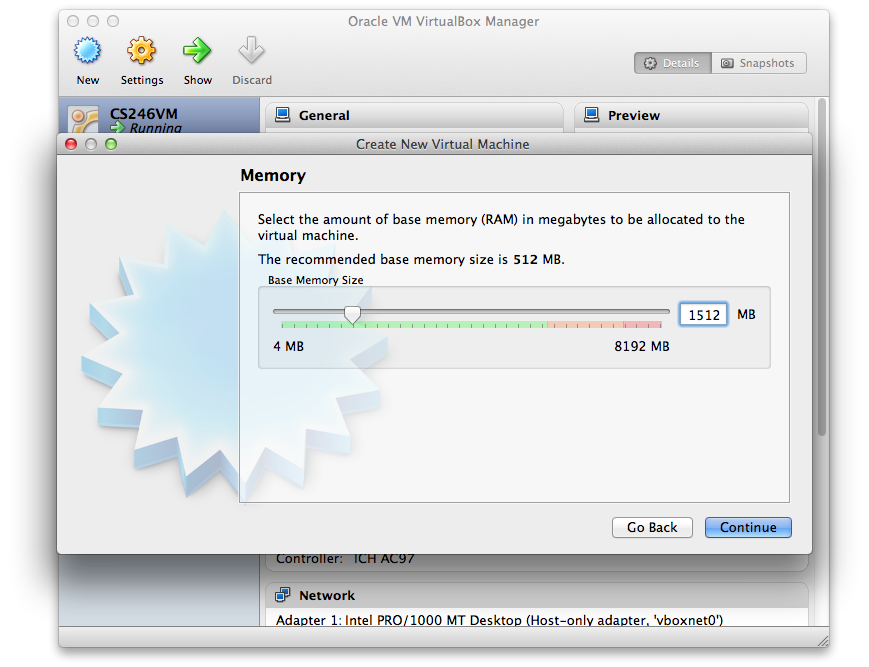 Oracle VM VirtualBox Manager
New
Settings
Show
Discard
Details
Snapshots
CS246VM
Running
General
Preview
Create New Virtual Machine
Memory
Select the amount of base memory (RAM) in megabytes to be allocated to the
virtual machine.
The recommended base memory size is 512 MB.
Base Memory Size
1512 MB
4 MB
8192 MB
Go Back
Continue
Controller: ICH AC97
Network
Adapter 1: Intel PRO/1000 MT Desktop (Host-only adapter, 'vboxnet0')